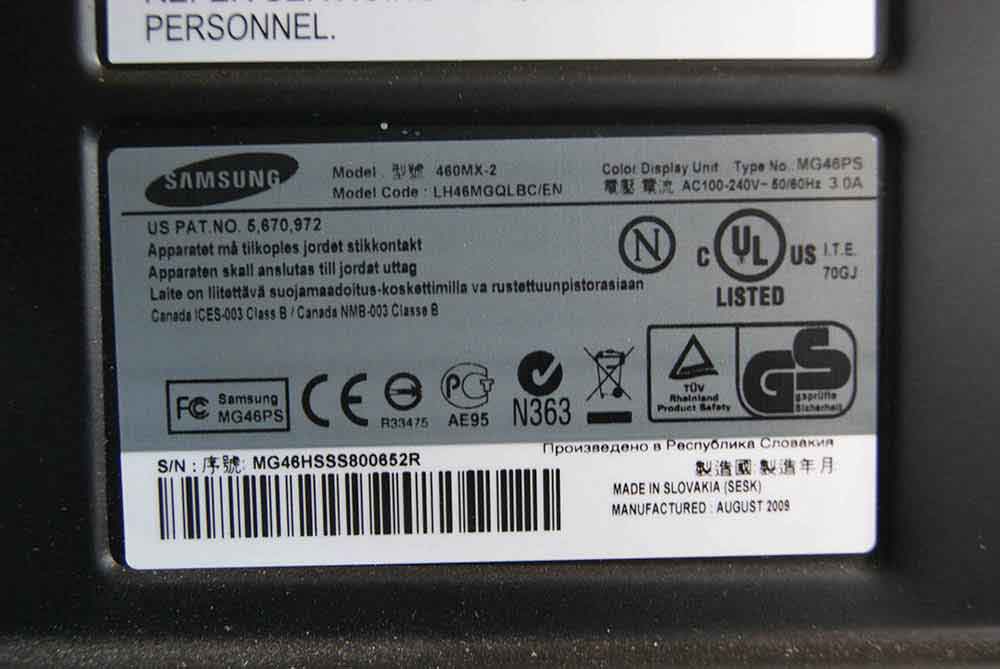 PERSONNEL.
SAMSUNG
Model 型號 460MX-2
Model Code : LH46MGQLBC/EN
Color Display Unit Type No. MG46PS
電壓 電流 AC100-240V~ 50/60Hz 3.0A
US PAT.NO. 5,670,972
Apparatet må tilkoples jordet stikkontakt
Apparaten skall anslutas till jordat uttag
Laite on liitettävä suojamaadoitus-koskettimilla va rustettuunpistorasiaan
Canada ICES-003 Class B / Canada NMB-003 Classe B
N
C UL US
LISTED
I.T.E.
70GJ
FC Samsung
MG46PS
CE
R33475
PCT
AE95
N363
TÜV
Rheinland
Product Safety
GS
geprüfte
Sicherheit
Произведено в Республика Словакия
S/N : 序號: MG46HSSS800652R
製造國 製造年月
MADE IN SLOVAKIA (SESK)
MANUFACTURED : AUGUST 2009